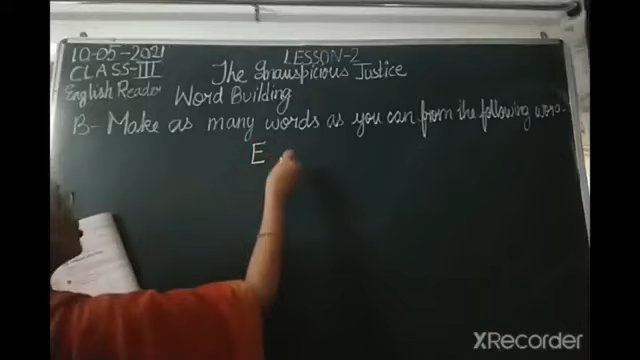 10-05-2021
LESSON-2
CLASS-III
The Inauspicious Justice
English Reader
Word Building
B- Make as many words as you can from the following word.
E
XRecorder